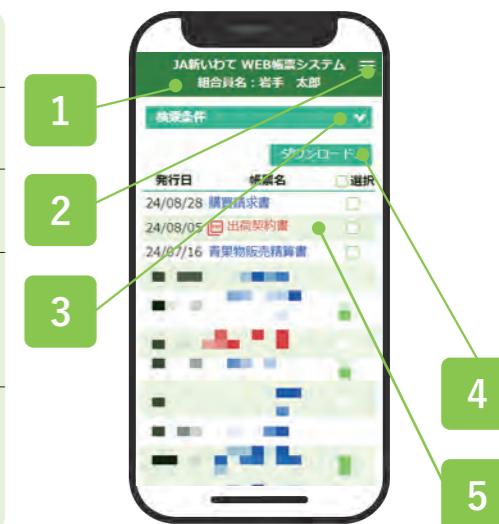 JA新いわて WEB帳票システム
組合員名:岩手 太郎
検索条件
ダウンロード
発行日 帳票名 選択
24/08/28 購買請求書
24/08/05 出荷契約書
24/07/16 青果物販売精算書
1
2
3
4
5